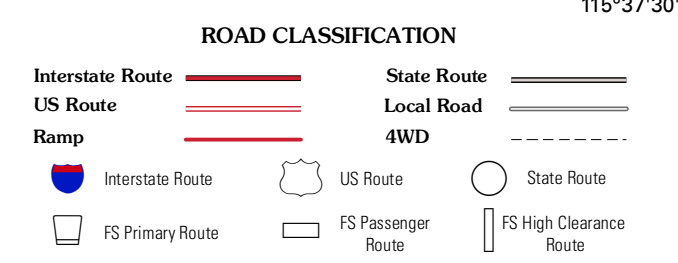 115°37'30"
ROAD CLASSIFICATION
Interstate Route State Route
US Route Local Road
Ramp 4WD
Interstate Route US Route State Route
FS Primary Route FS Passenger Route FS High Clearance Route